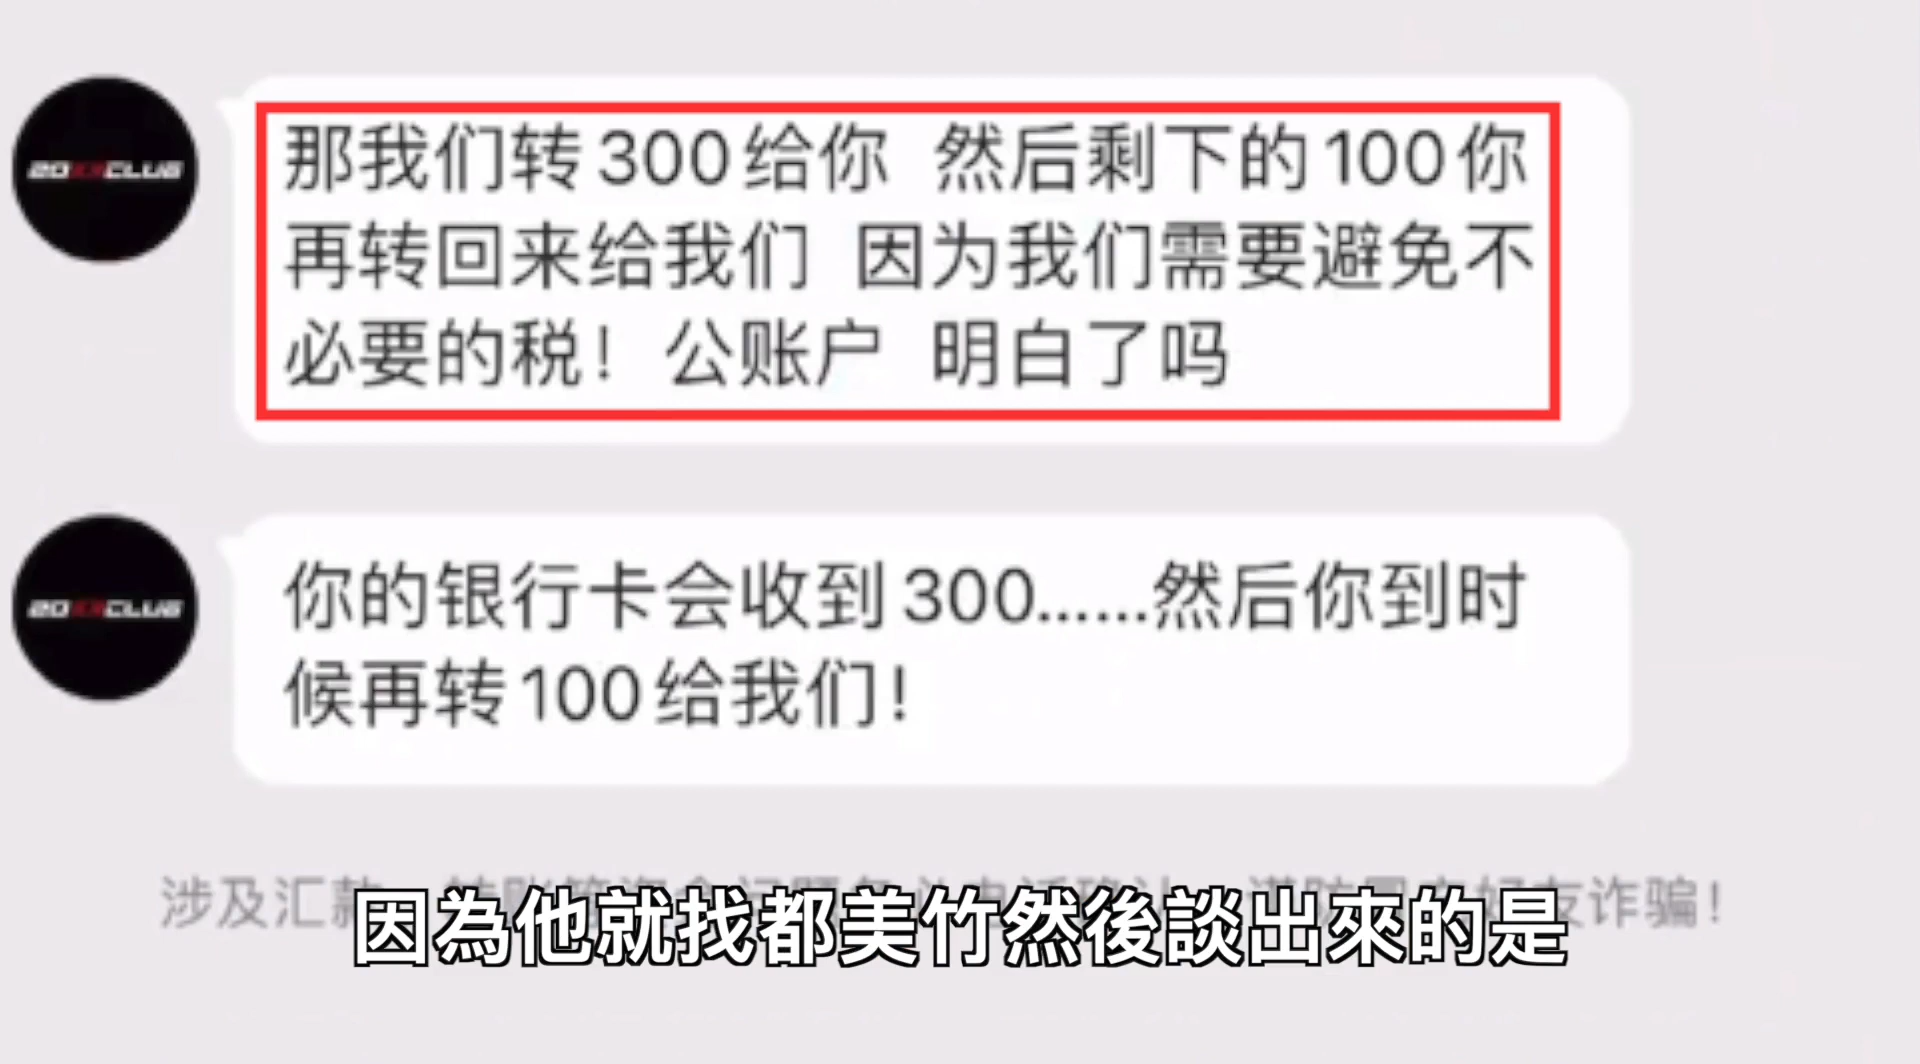 那我们转300给你 然后剩下的100你
再转回来给我们 因为我们需要避免不
必要的税！公账户 明白了吗
20XXCLUB
你的银行卡会收到300……然后你到时
候再转100给我们！
20XXCLUB
涉及汇款 诈骗！
因為他就找都美竹然後談出來的是